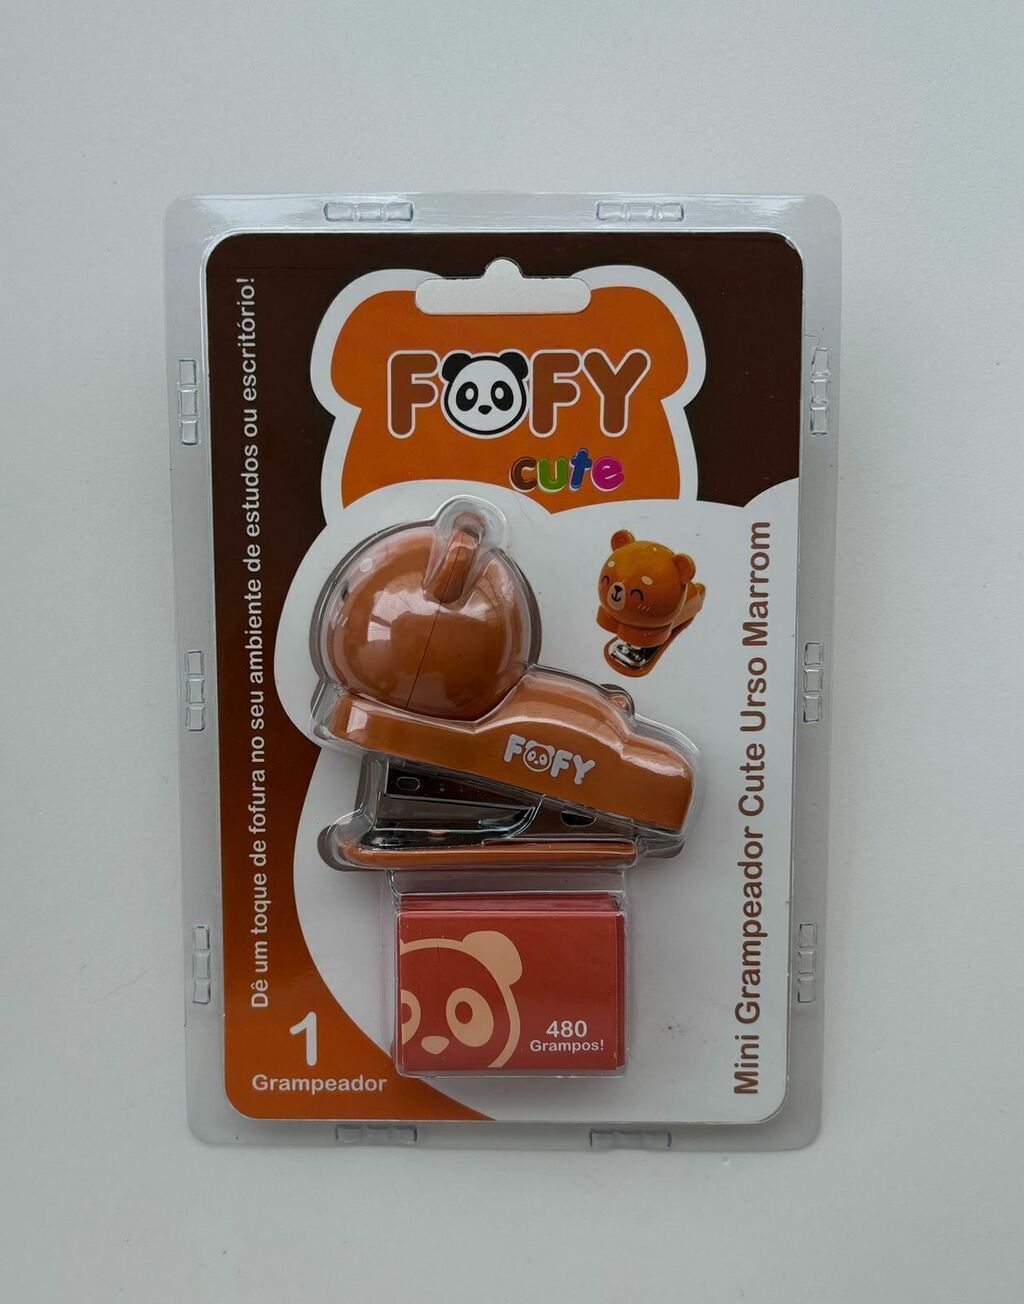 FOFY
cute
Dê um toque de fofura no seu ambiente de estudos ou escritório!
Mini Grampeador Cute Urso Marrom
FOFY
480
Grampos!
1
Grampeador